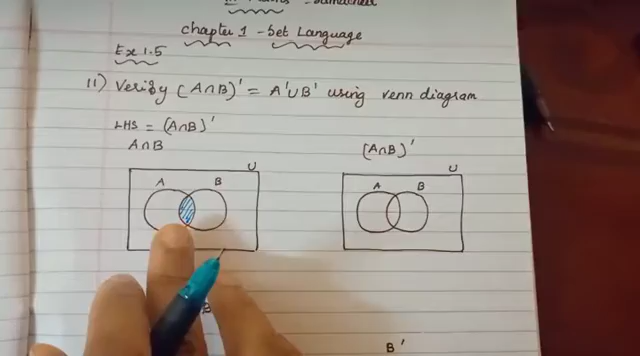 chapter 1 - Set Language
Ex 1.5
11) Verify (A∩B)' = A'∪B' using venn diagram
LHS = (A∩B)'
A∩B
(A∩B)'
U
U
A B
A B
B
B'